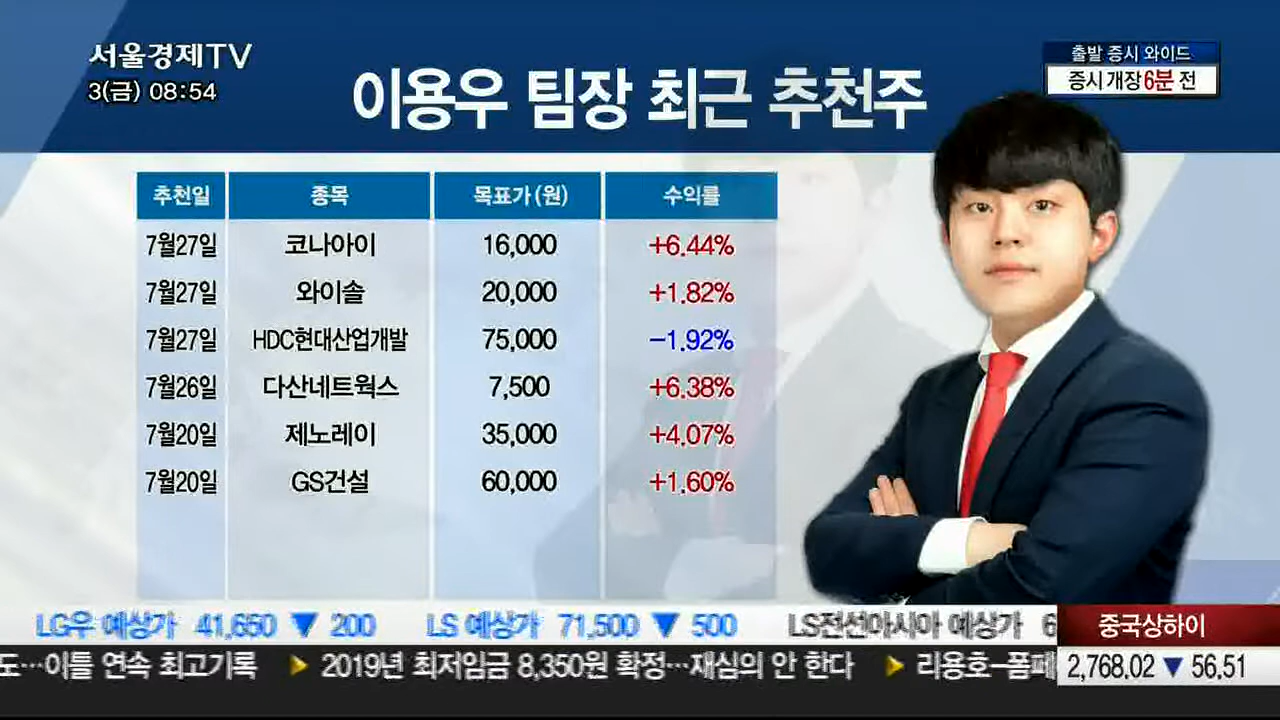 서울경제TV
3(금) 08:54
이용우 팀장 최근 추천주
출발 증시 와이드
증시 개장 6분 전
추천일 종목 목표가(원) 수익률
7월27일 코나아이 16,000 +6.44%
7월27일 와이솔 20,000 +1.82%
7월27일 HDC현대산업개발 75,000 -1.92%
7월26일 다산네트웍스 7,500 +6.38%
7월20일 제노레이 35,000 +4.07%
7월20일 GS건설 60,000 +1.60%
LG우 예상가 41,650 ▼ 200 LS 예상가 71,500 ▼ 500 LS전선아시아 예상가 6
중국상하이
도…이틀 연속 최고기록 ▶ 2019년 최저임금 8,350원 확정…재심의 안 한다 ▶ 리용호-폼페
2,768.02 ▼ 56.51